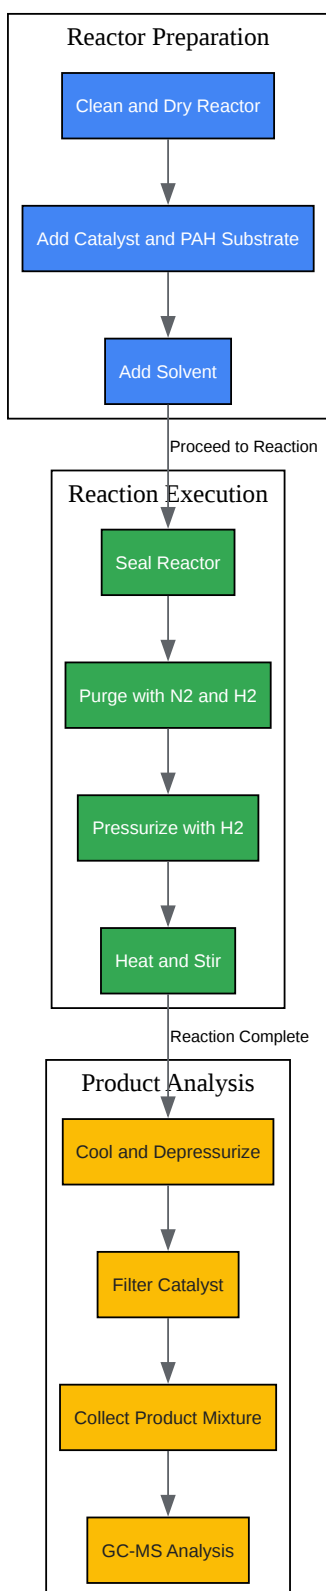 Reactor Preparation
Clean and Dry Reactor
Add Catalyst and PAH Substrate
Add Solvent
Proceed to Reaction
Reaction Execution
Seal Reactor
Purge with N2 and H2
Pressurize with H2
Heat and Stir
Reaction Complete
Product Analysis
Cool and Depressurize
Filter Catalyst
Collect Product Mixture
GC-MS Analysis